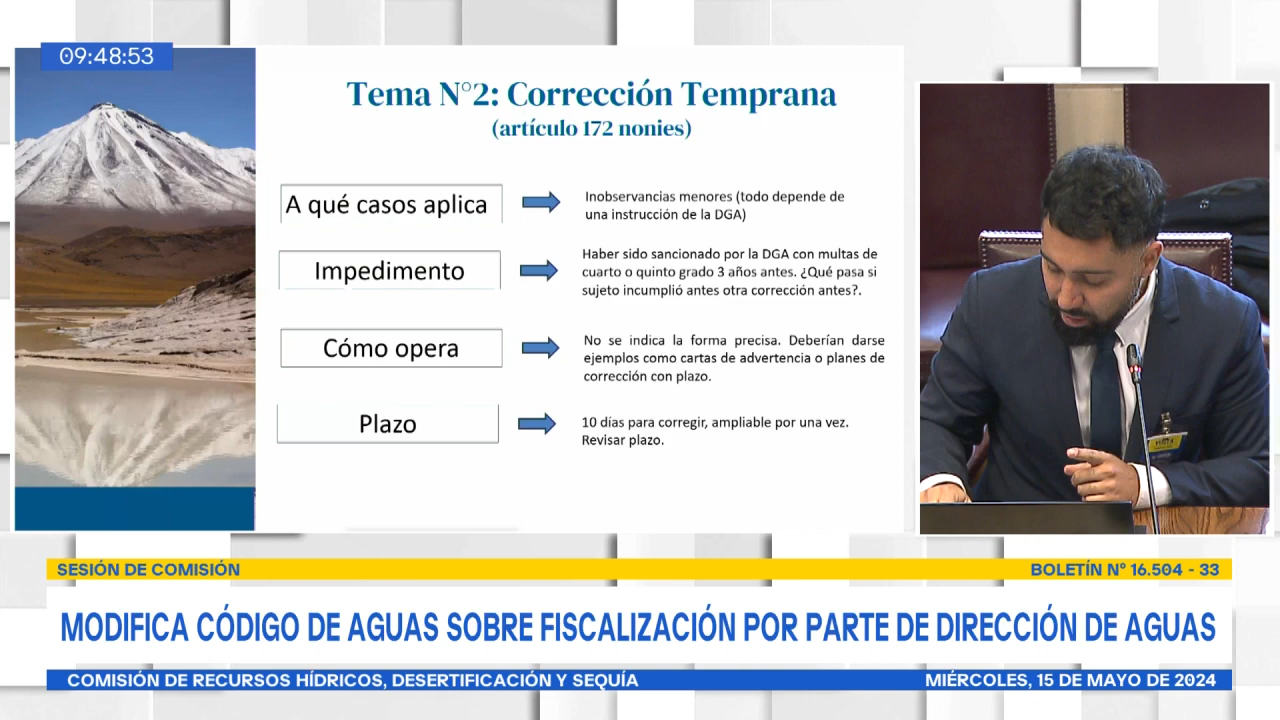 09:48:53
Tema N°2: Corrección Temprana
(artículo 172 nonies)
A qué casos aplica
Inobservancias menores (todo depende de
una instrucción de la DGA)
Impedimento
Haber sido sancionado por la DGA con multas de
cuarto o quinto grado 3 años antes. ¿Qué pasa si
sujeto incumplió antes otra corrección antes?.
Cómo opera
No se indica la forma precisa. Deberían darse
ejemplos como cartas de advertencia o planes de
corrección con plazo.
Plazo
10 días para corregir, ampliable por una vez.
Revisar plazo.
SESIÓN DE COMISIÓN
BOLETÍN N° 16.504 - 33
MODIFICA CÓDIGO DE AGUAS SOBRE FISCALIZACIÓN POR PARTE DE DIRECCIÓN DE AGUAS
COMISIÓN DE RECURSOS HÍDRICOS, DESERTIFICACIÓN Y SEQUÍA
MIÉRCOLES, 15 DE MAYO DE 2024